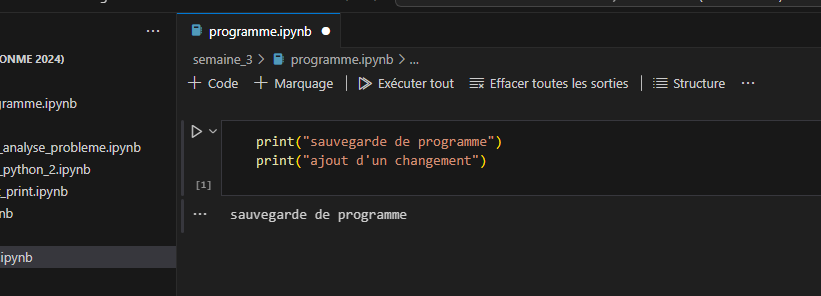 programme.ipynb
ONME 2024)
semaine_3 > programme.ipynb > ...
+ Code + Marquage Exécuter tout Effacer toutes les sorties Structure ...
gramme.ipynb
_analyse_probleme.ipynb
_python_2.ipynb
_print.ipynb
nb
.ipynb
print("sauvegarde de programme")
print("ajout d'un changement")
[1]
... sauvegarde de programme